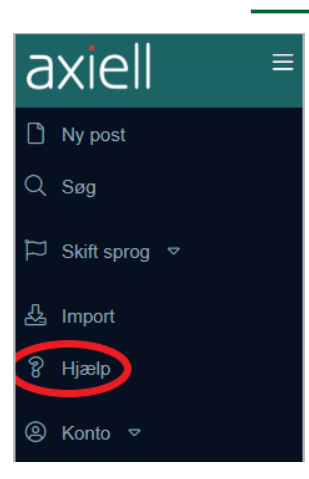 axiell
Ny post
Søg
Skift sprog
Import
Hjælp
Konto